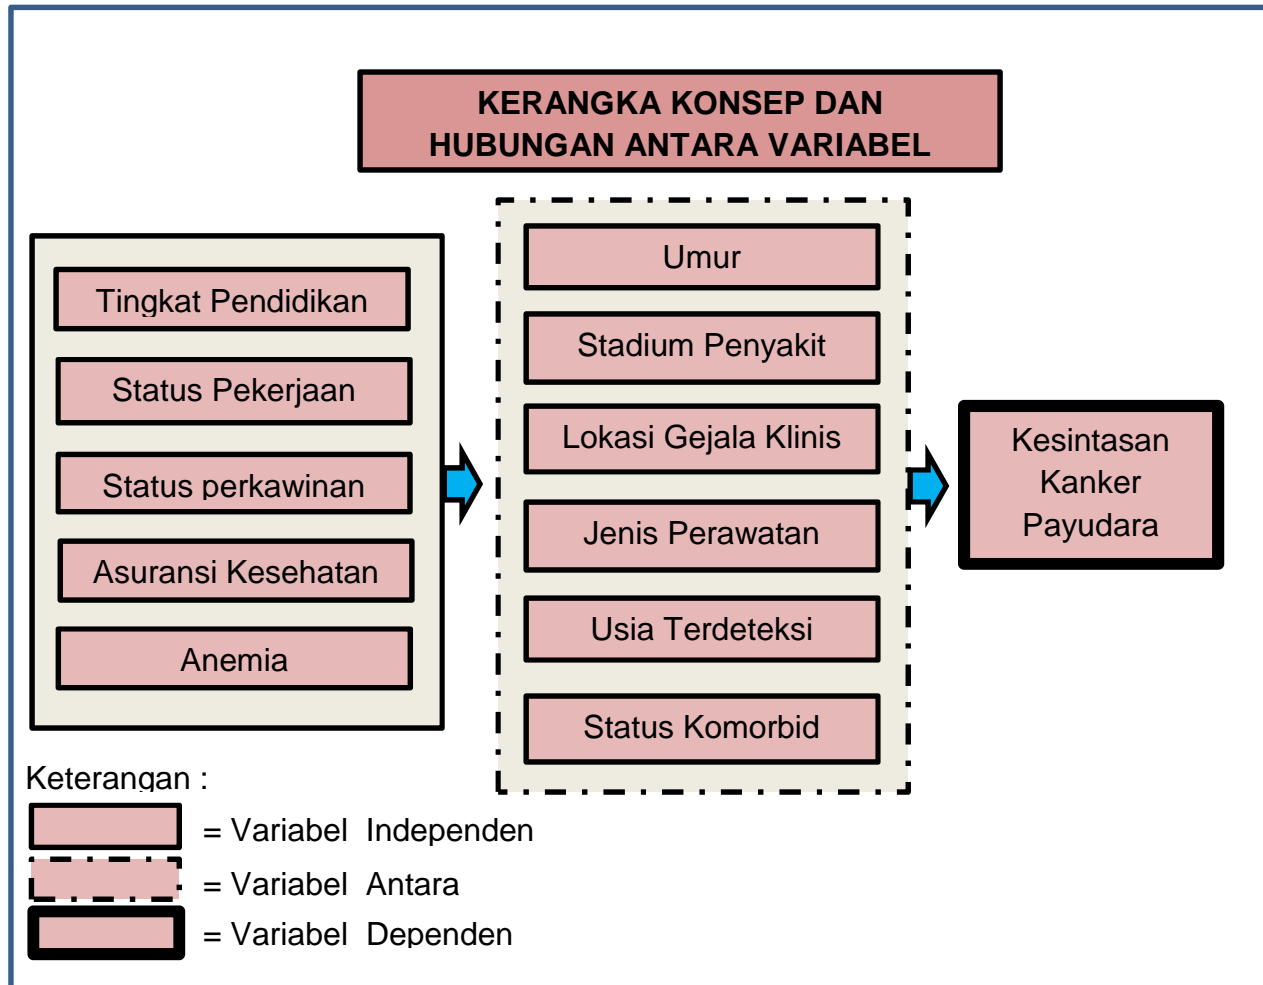 KERANGKA KONSEP DAN
HUBUNGAN ANTARA VARIABEL
Tingkat Pendidikan
Status Pekerjaan
Status perkawinan
Asuransi Kesehatan
Anemia
Umur
Stadium Penyakit
Lokasi Gejala Klinis
Jenis Perawatan
Usia Terdeteksi
Status Komorbid
Kesintasan
Kanker
Payudara
Keterangan :
= Variabel Independen
= Variabel Antara
= Variabel Dependen